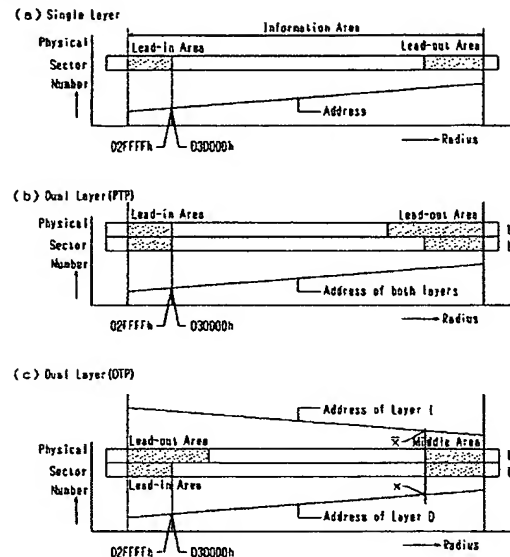 (a) Single Layer
Information Area
Physical
Lead-in Area
Lead-out Area
Sector
Number
Address
02FFFFh
030000h
Radius
(b) Dual Layer(PTP)
Physical
Lead-in Area
Lead-out Area
Sector
Number
Address of both layers
02FFFFh
030000h
Radius
(c) Dual Layer(OTP)
Address of Layer 1
Physical
Lead-out Area
X
Middle Area
Sector
Number
Lead-in Area
X
Address of Layer 0
02FFFFh
030000h
Radius